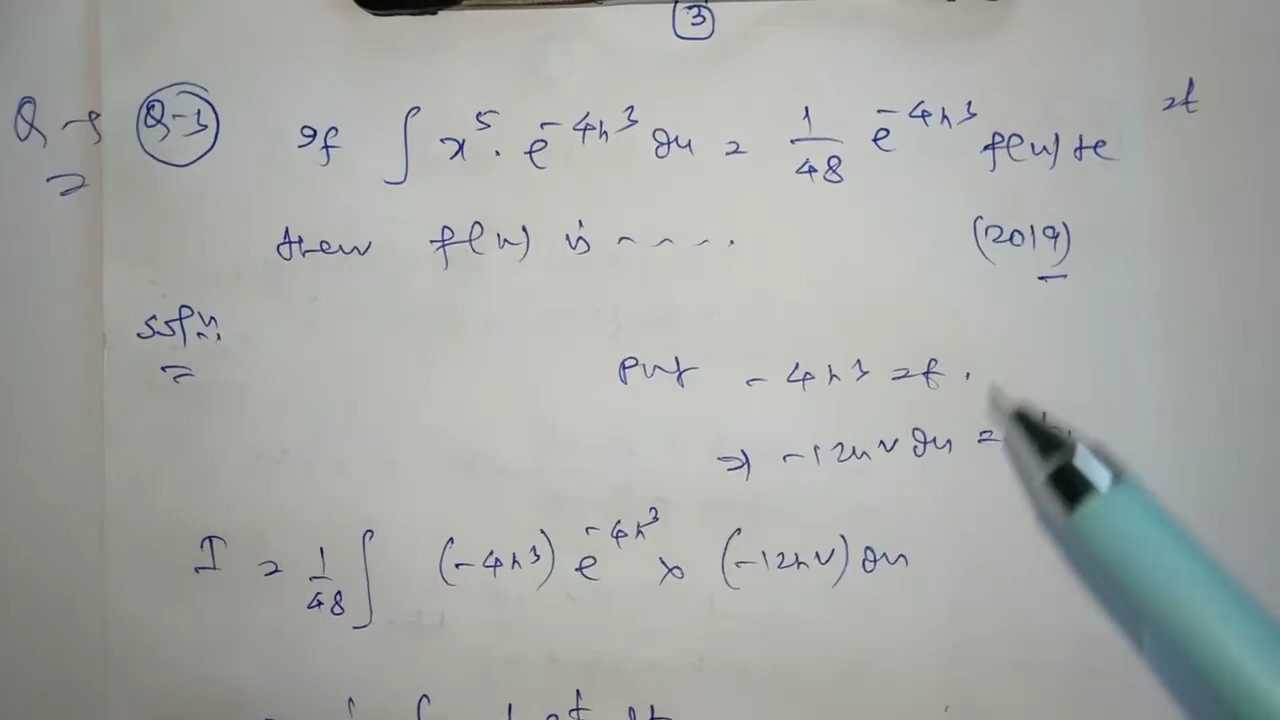 3
Q-3 Q-3 If ∫ x⁵. e^{-4x³} dx = 1/48 e^{-4x³} f(x) + c
then f(x) is ----. (2019)
Solⁿ:
Put -4x³ = t.
⇒ -12x² dx =
I = 1/48 ∫ (-4x³) e^{-4x³} × (-12x²) dx